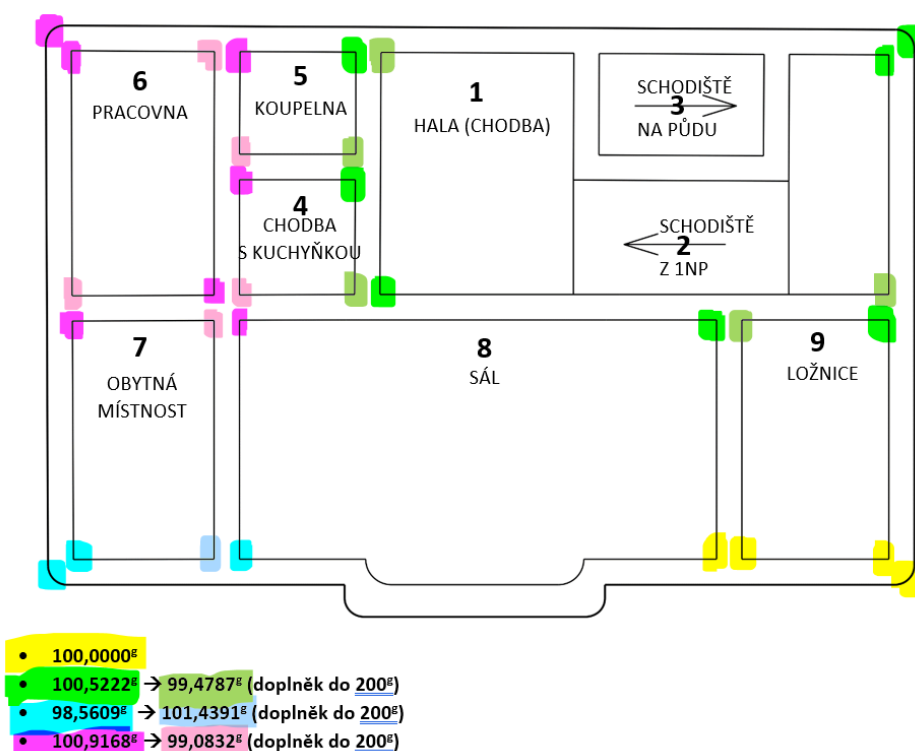 6
PRACOVNA
5
KOUPELNA
1
HALA (CHODBA)
SCHODIŠTĚ
3
NA PŮDU
4
CHODBA
S KUCHYŇKOU
SCHODIŠTĚ
2
Z 1NP
7
OBYTNÁ
MÍSTNOST
8
SÁL
9
LOŽNICE
• 100,0000ᵍ
• 100,5222ᵍ → 99,4787ᵍ (doplněk do 200ᵍ)
• 98,5609ᵍ → 101,4391ᵍ (doplněk do 200ᵍ)
• 100,9168ᵍ → 99,0832ᵍ (doplněk do 200ᵍ)